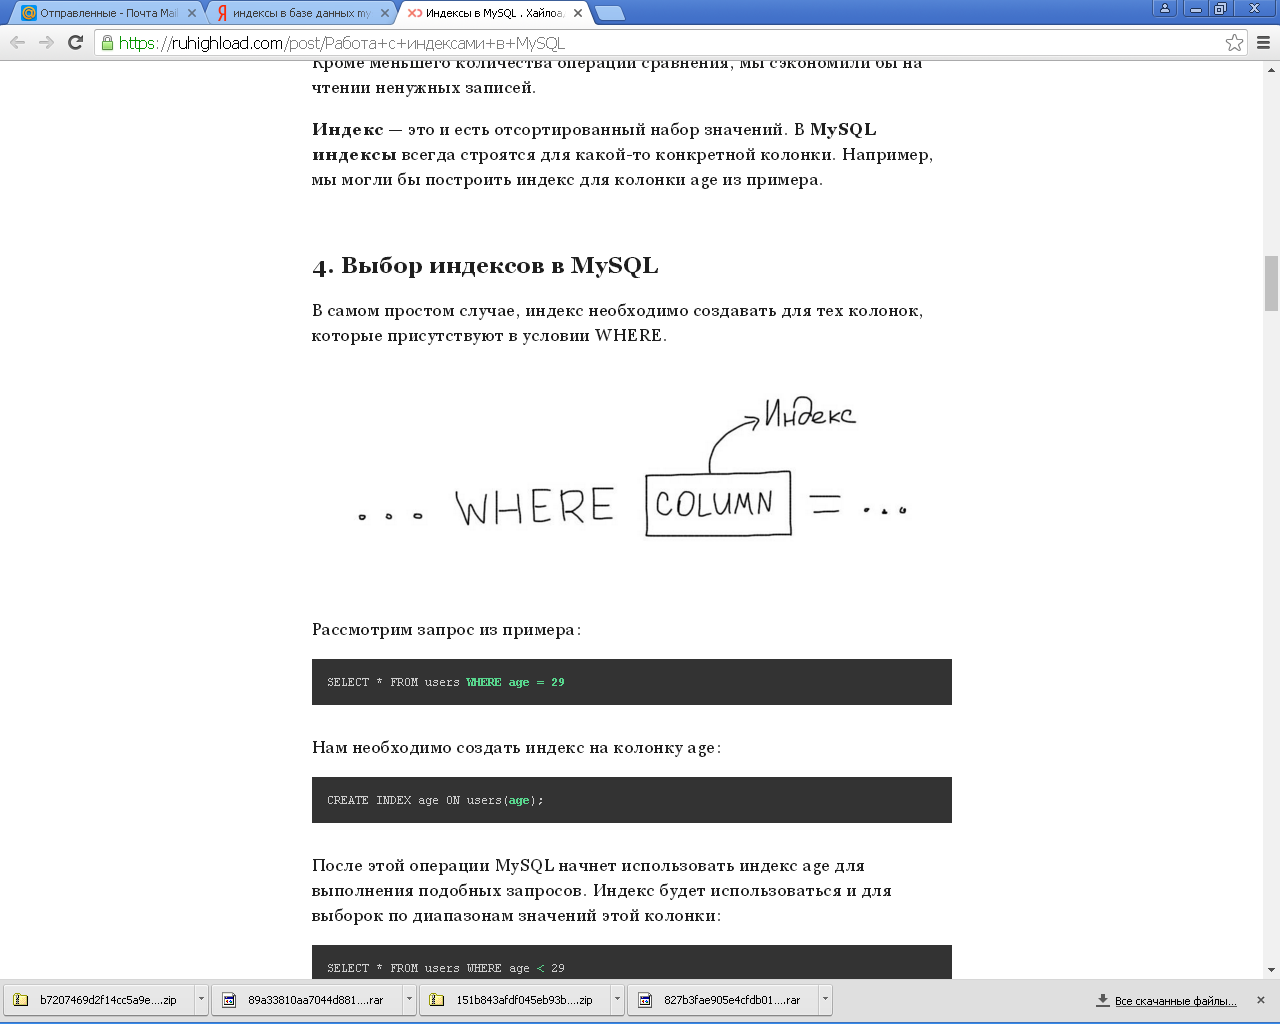 Отправленные - Почта Mai
индексы в базе данных my
Индексы в MySQL . Хайлоа
https://ruhighload.com/post/Работа+с+индексами+в+MySQL
Кроме меньшего количества операций сравнения, мы сэкономили бы на
чтении ненужных записей.
Индекс — это и есть отсортированный набор значений. В MySQL
индексы всегда строятся для какой-то конкретной колонки. Например,
мы могли бы построить индекс для колонки age из примера.
4. Выбор индексов в MySQL
В самом простом случае, индекс необходимо создавать для тех колонок,
которые присутствуют в условии WHERE.
Индекс
... WHERE COLUMN = ...
Рассмотрим запрос из примера:
SELECT * FROM users WHERE age = 29
Нам необходимо создать индекс на колонку age:
CREATE INDEX age ON users(age);
После этой операции MySQL начнет использовать индекс age для
выполнения подобных запросов. Индекс будет использоваться и для
выборок по диапазонам значений этой колонки:
SELECT * FROM users WHERE age < 29
b7207469d2f14cc5a9e....zip
89a33810aa7044d881....rar
151b843afdf045eb93b....zip
827b3fae905e4cfdb01....rar
Все скачанные файлы...